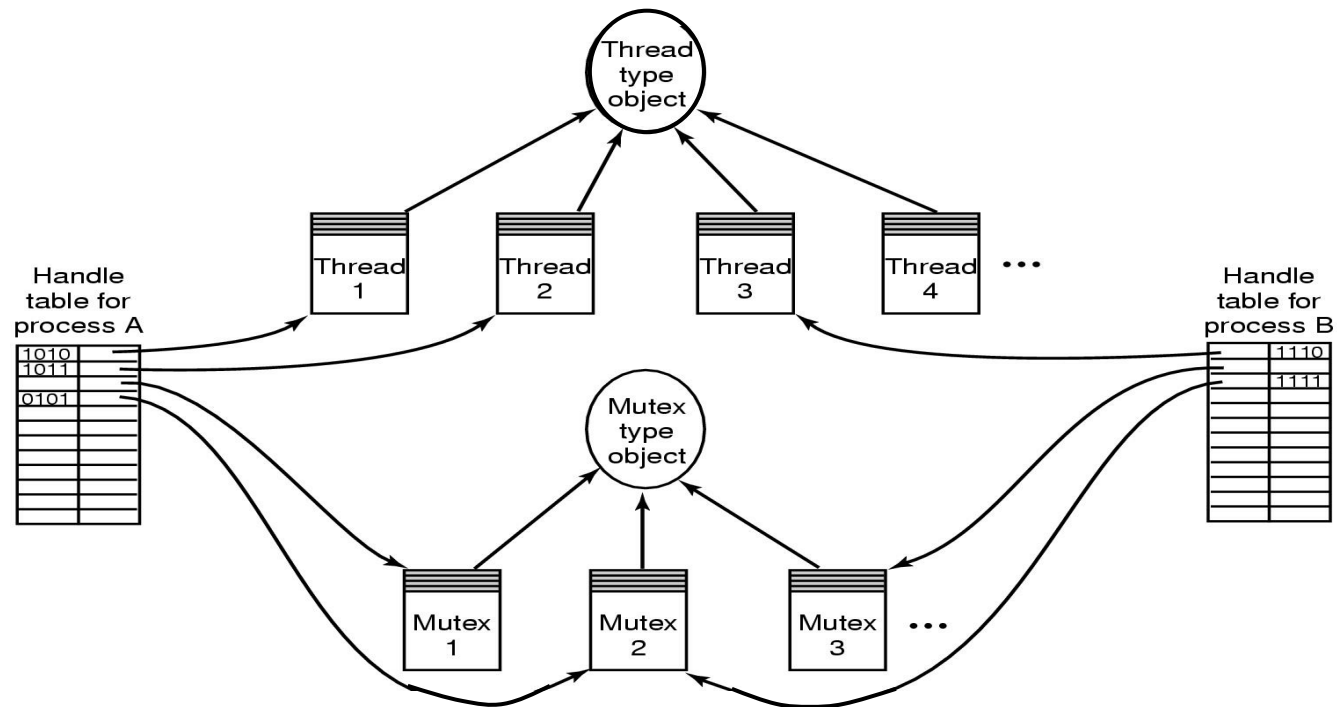 Thread
type
object
Thread
1
Thread
2
Thread
3
Thread
4
...
Handle
table for
process A
1010
1011
0101
Handle
table for
process B
1110
1111
Mutex
type
object
Mutex
1
Mutex
2
Mutex
3
...